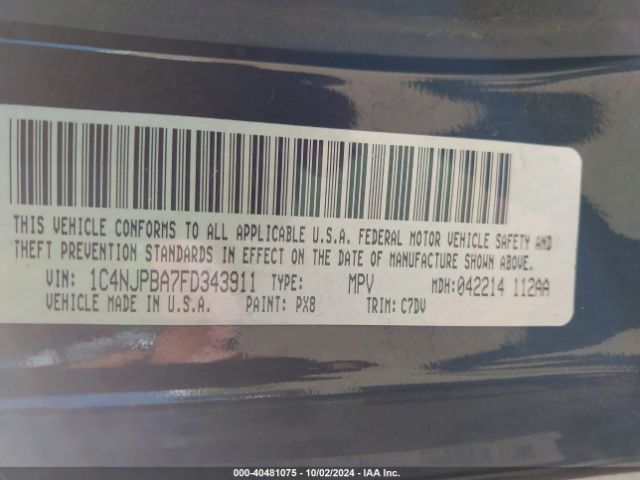 THIS VEHICLE CONFORMS TO ALL APPLICABLE U.S.A. FEDERAL MOTOR VEHICLE SAFETY AND
THEFT PREVENTION STANDARDS IN EFFECT ON THE DATE OF MANUFACTURE SHOWN ABOVE.
VIN: 1C4NJPBA7FD343911 TYPE: MPV MDH: 042214 112AA
VEHICLE MADE IN U.S.A. PAINT: PX8 TRIM: C7DV
000-40481075 - 10/02/2024 - IAAI.COM